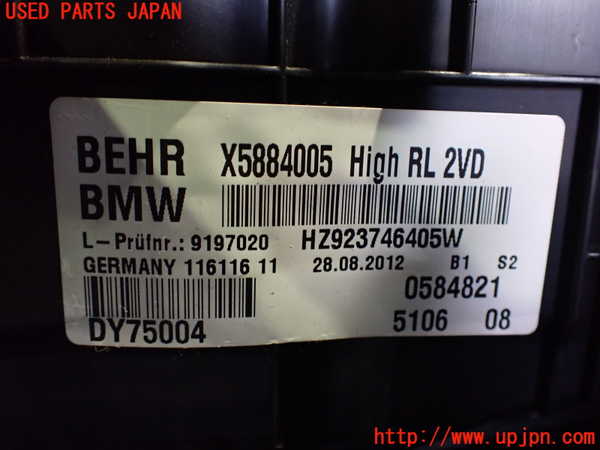 USED PARTS JAPAN
BEHR X5884005 High RL 2VD
BMW
L-Prüfnr.: 9197020 HZ923746405W
GERMANY 116116 11 28.08.2012 B1 S2
0584821
DY75004 5106 08
http://www.upjpn.com/